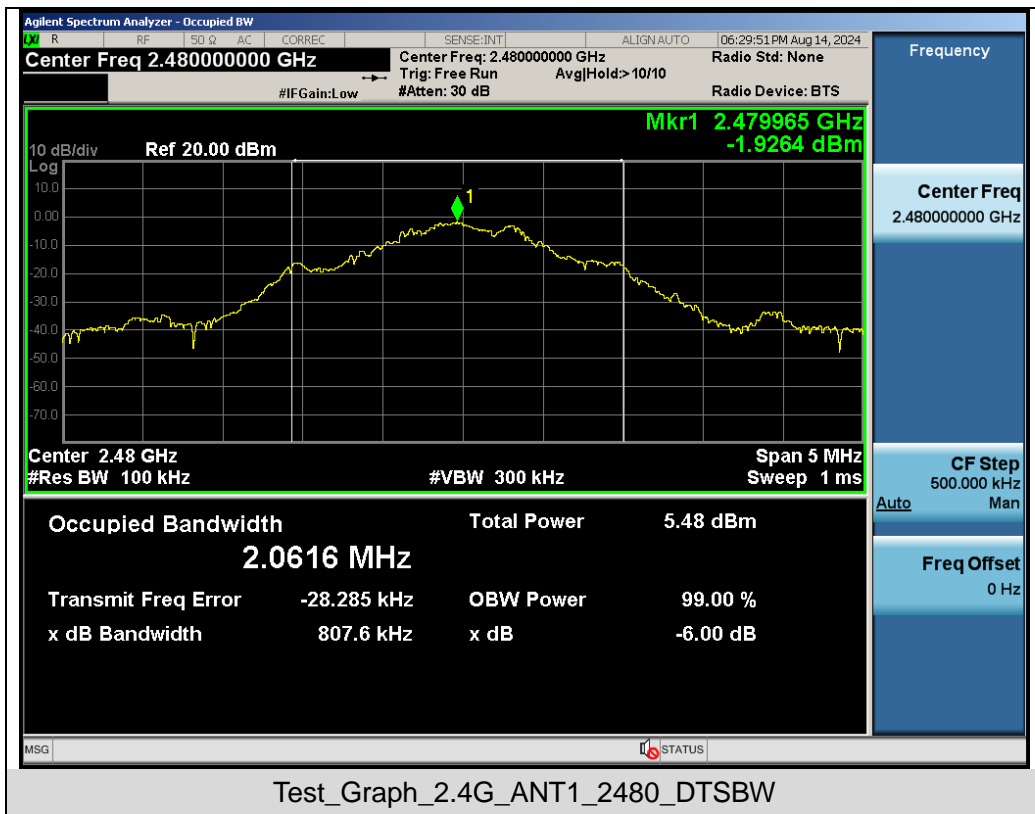 Agilent Spectrum Analyzer - Occupied BW
LXI R RF 50 Ω AC CORREC SENSE:INT ALIGN AUTO 06:29:51 PM Aug 14, 2024
Center Freq 2.480000000 GHz
Center Freq: 2.480000000 GHz
Radio Std: None
Trig: Free Run Avg|Hold:> 10/10
#IFGain:Low
#Atten: 30 dB
Radio Device: BTS
Mkr1 2.479965 GHz
-1.9264 dBm
10 dB/div Ref 20.00 dBm
Log
10.0
0.00
-10.0
-20.0
-30.0
-40.0
-50.0
-60.0
-70.0
1
Center 2.48 GHz Span 5 MHz
#Res BW 100 kHz #VBW 300 kHz Sweep 1 ms
Occupied Bandwidth
2.0616 MHz
Total Power 5.48 dBm
Transmit Freq Error -28.285 kHz OBW Power 99.00 %
x dB Bandwidth 807.6 kHz x dB -6.00 dB
MSG STATUS
Frequency
Center Freq
2.480000000 GHz
CF Step
500.000 kHz
Auto Man
Freq Offset
0 Hz
Test_Graph_2.4G_ANT1_2480_DTSBW